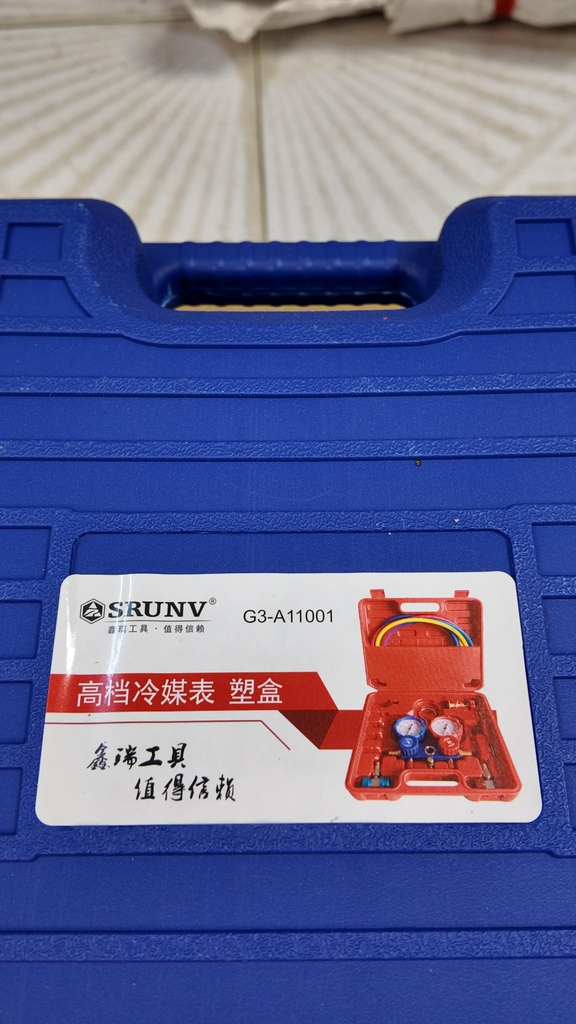 SRUNV®
鑫瑞工具·值得信赖
G3-A11001
高档冷媒表 塑盒
鑫瑞工具
值得信赖